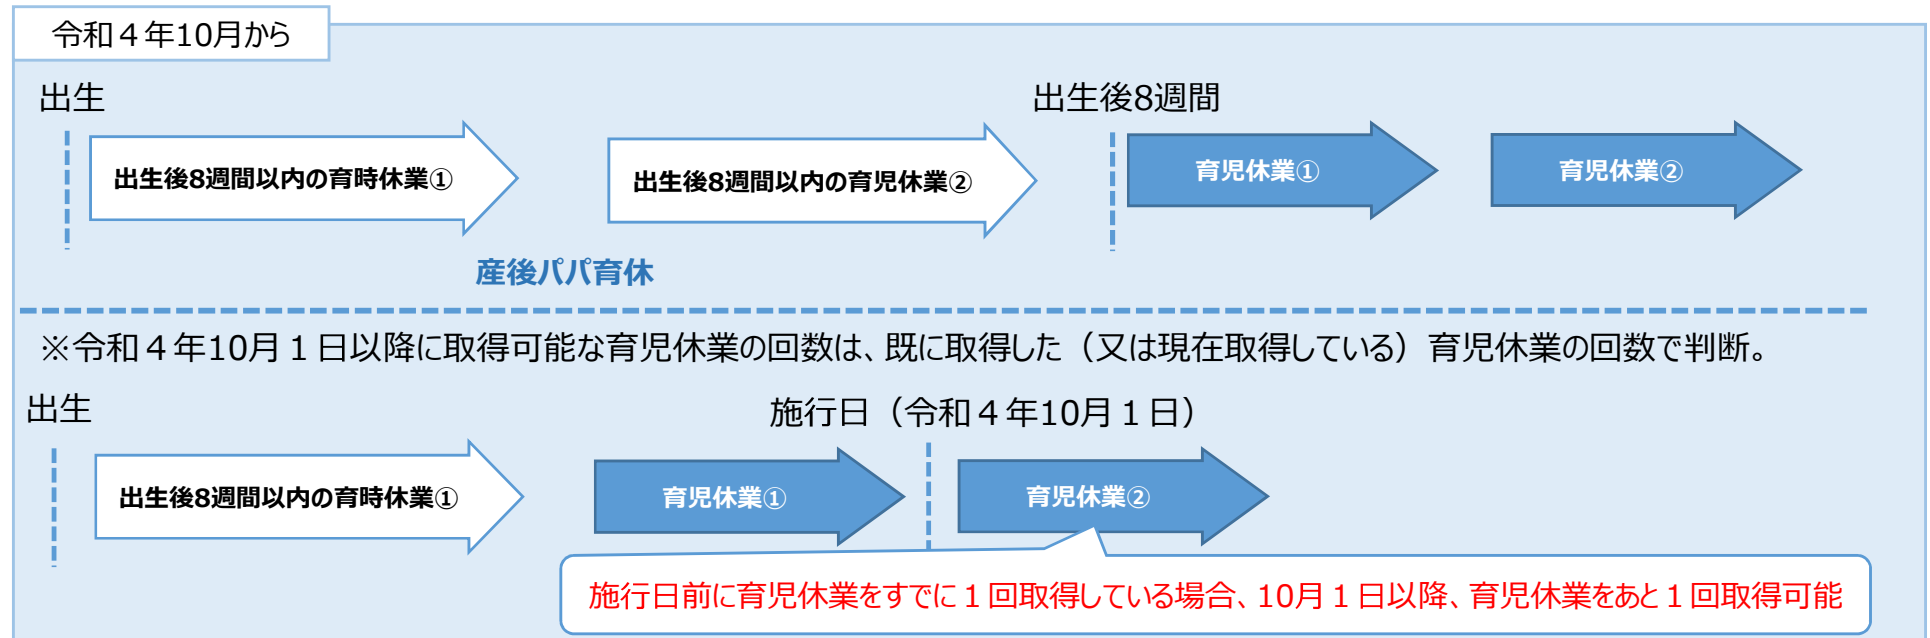 令和４年10月から
出生
出生後8週間
出生後8週間以内の育時休業①
出生後8週間以内の育児休業②
育児休業①
育児休業②
産後パパ育休
※令和４年10月１日以降に取得可能な育児休業の回数は、既に取得した（又は現在取得している）育児休業の回数で判断。
出生
施行日（令和４年10月１日）
出生後8週間以内の育時休業①
育児休業①
育児休業②
施行日前に育児休業をすでに１回取得している場合、10月１日以降、育児休業をあと１回取得可能